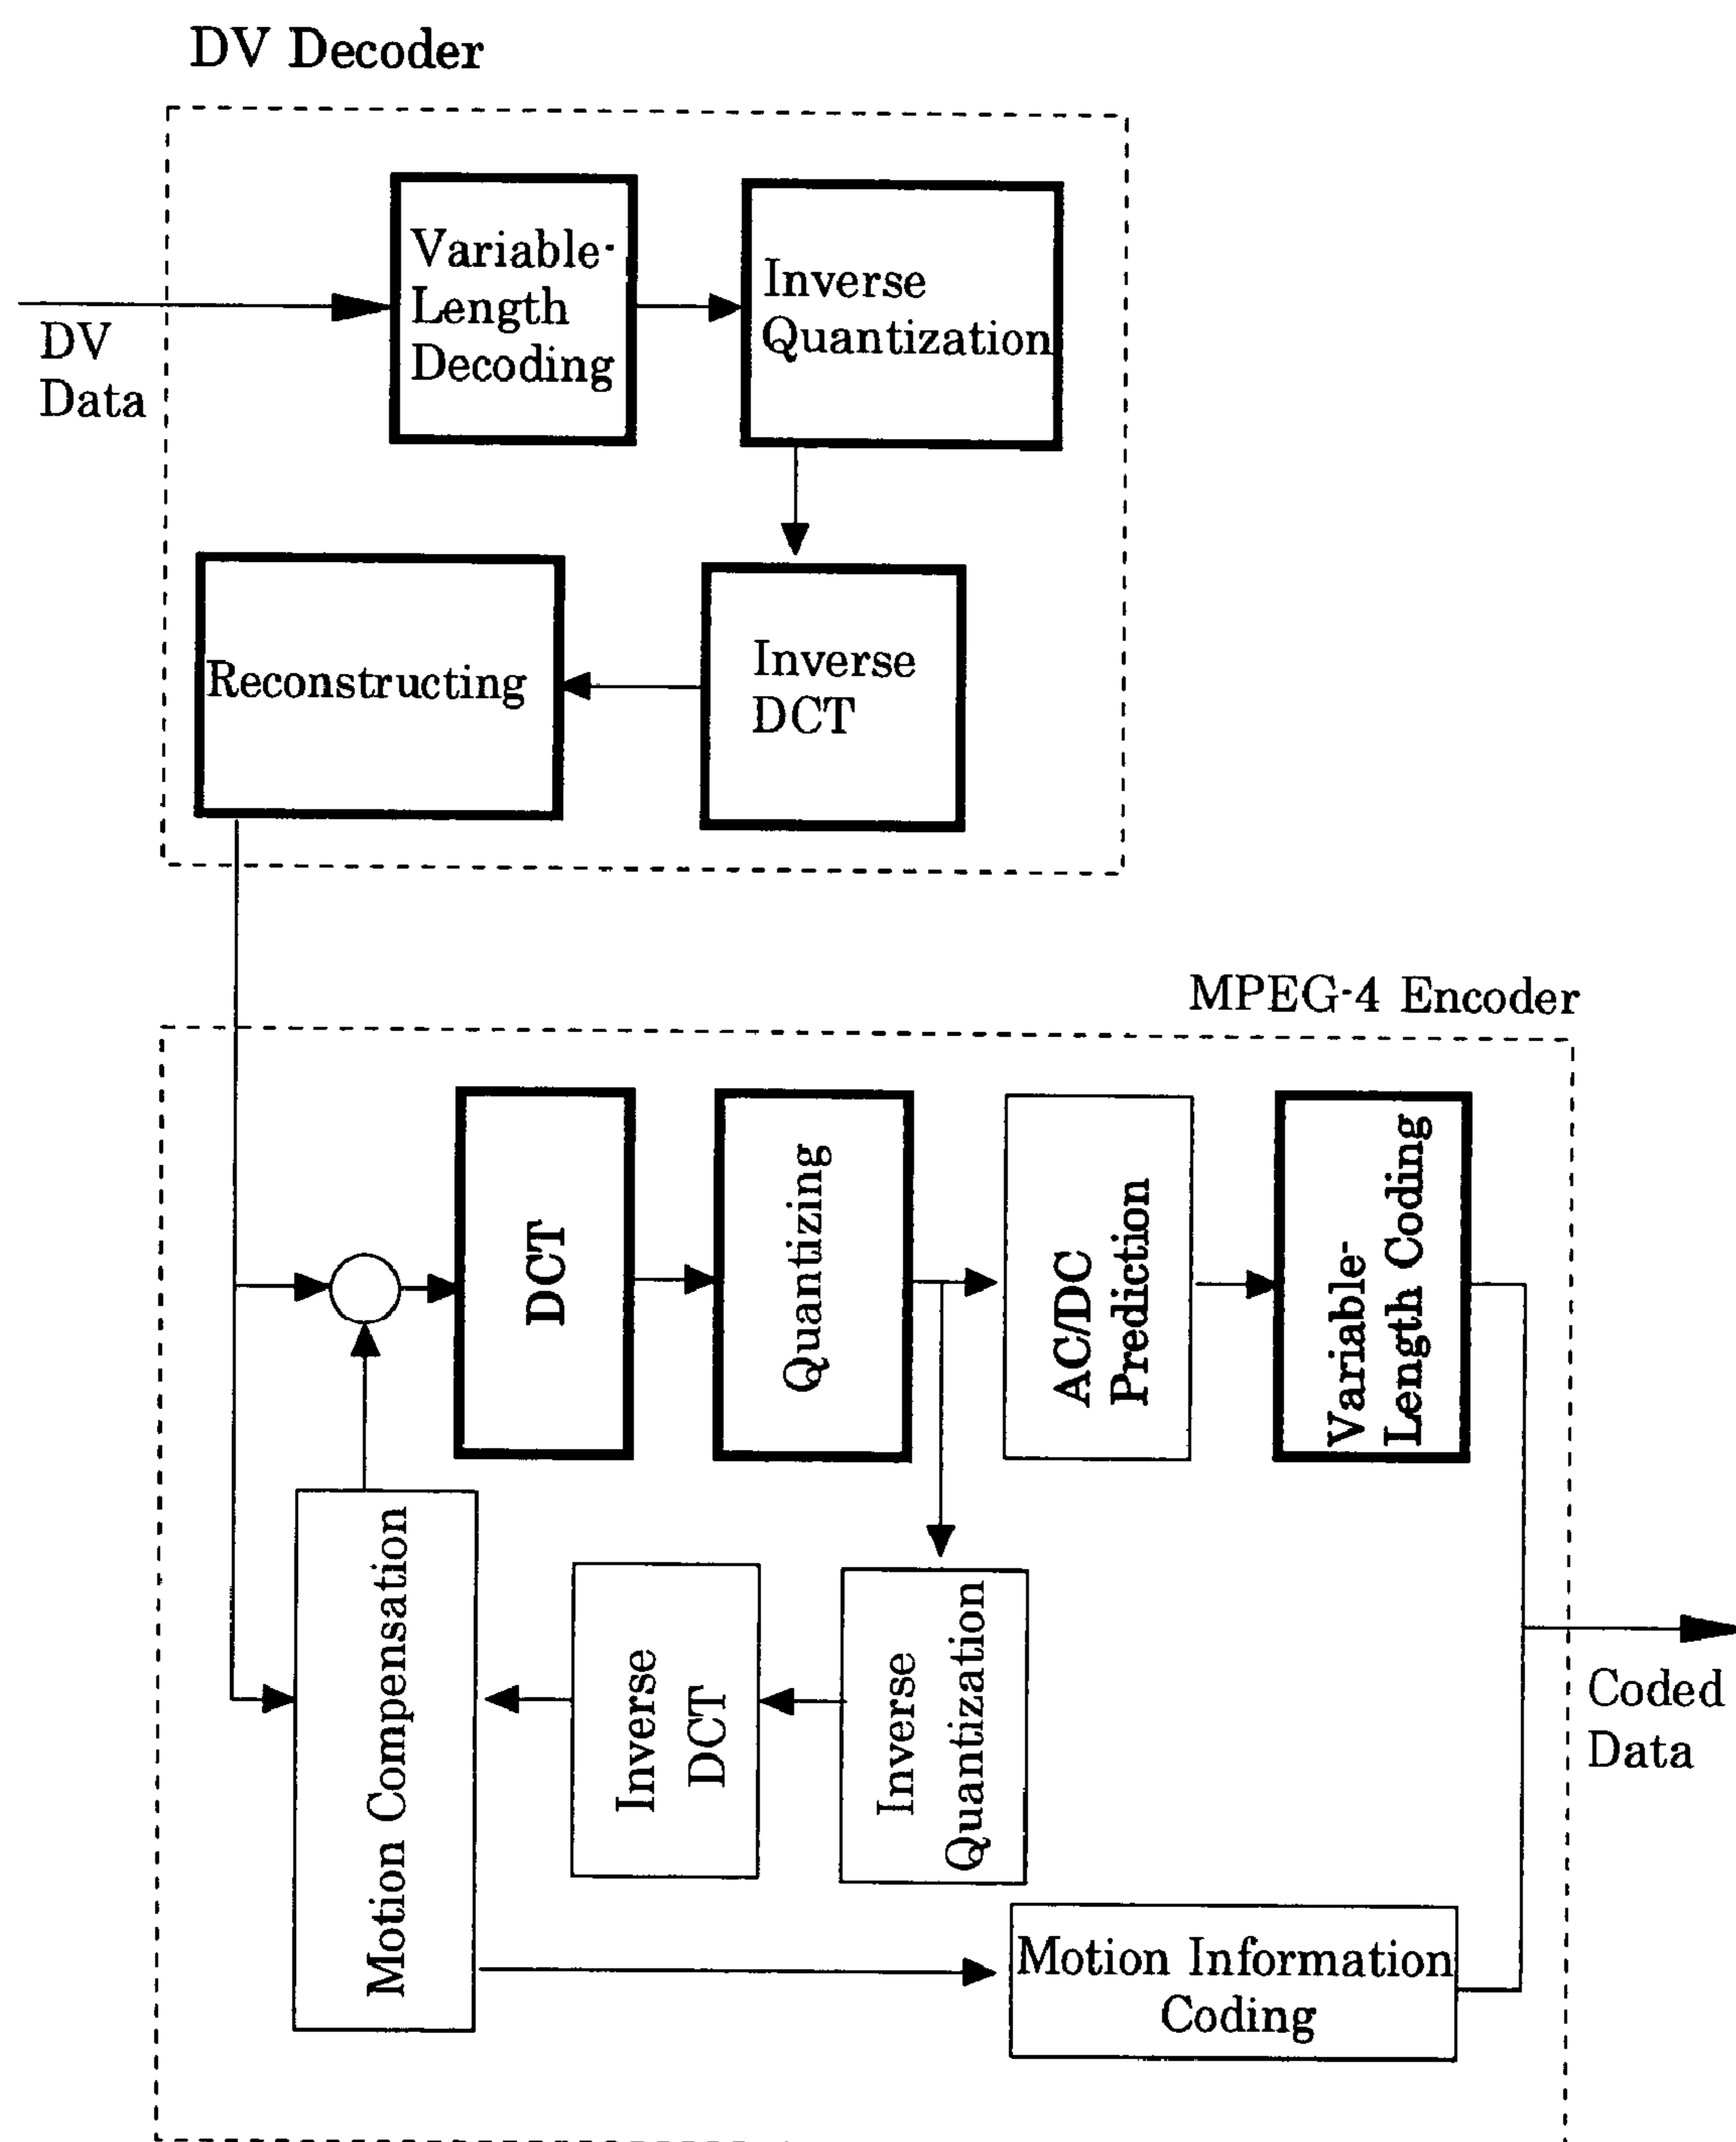 DV Decoder
Variable-
Length
Decoding
Inverse
Quantization
DV
Data
Reconstructing
Inverse
DCT
MPEG-4 Encoder
DCT
Quantizing
AC/DC
Prediction
Variable-
Length Coding
Motion Compensation
Inverse
DCT
Inverse
Quantization
Coded
Data
Motion Information
Coding